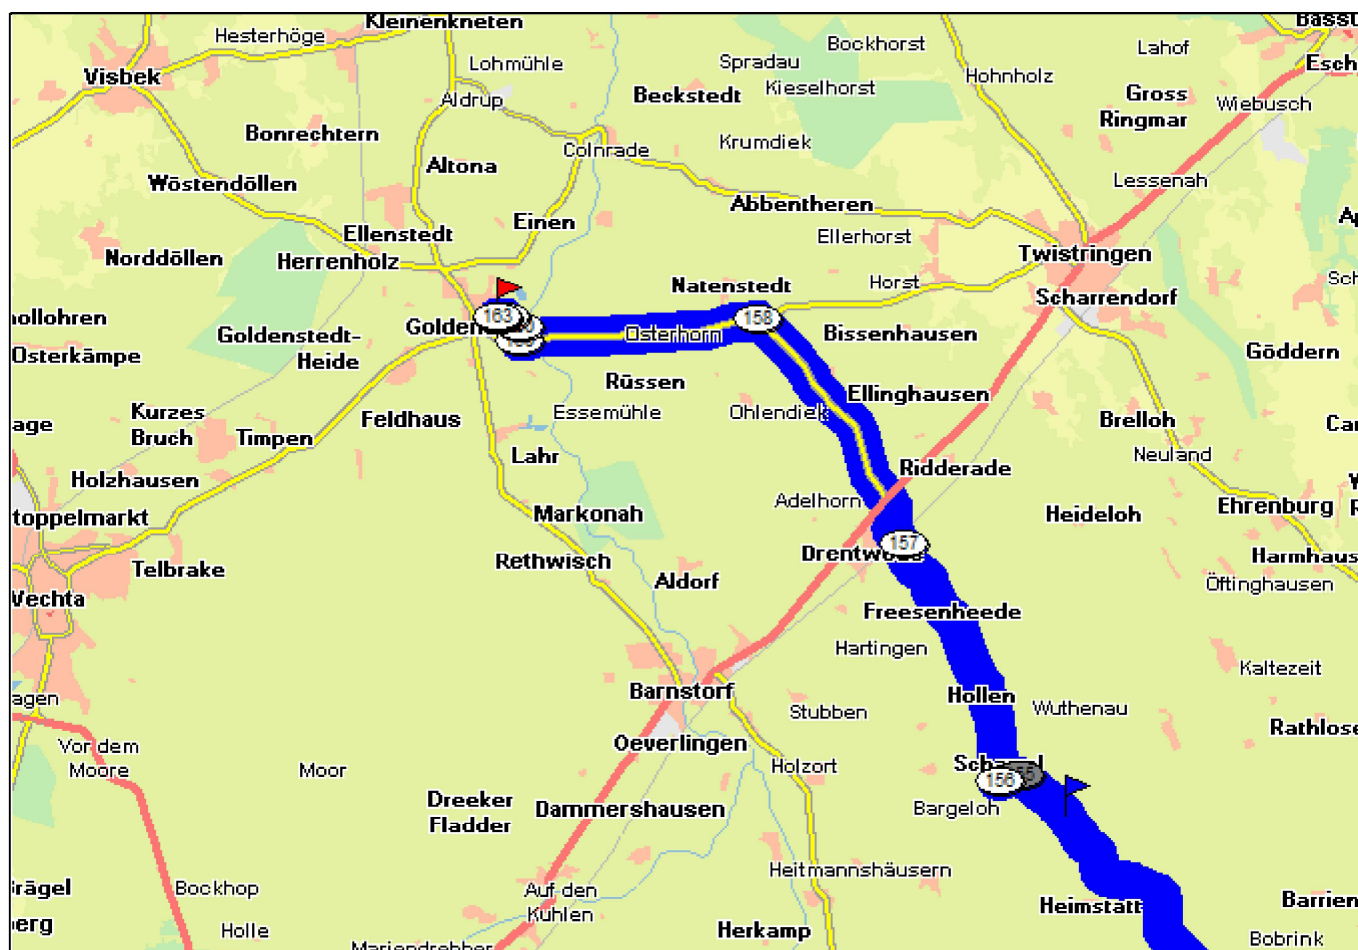 Kleinenkneten
Hesterhöge
Bockhorst
Lahof
Lohmühle
Spradau
Visbek
Hohnholz
Kieselhorst
Beckstedt
Gross
Ringmar
Wiebusch
Aldrup
Bonrechtern
Krumdiek
Colnrade
Altona
Wöstendöllen
Lessenah
Abbentheren
Einen
Ellenstedt
Ellerhorst
Norddöllen
Herrenholz
Twistringen
Natenstedt
Horst
Scharrendorf
163
158
Osterhorn
Bissenhausen
Goldenstedt-
Heide
Osterkämpe
Göddern
Rüssen
Ellinghausen
Kurzes
Bruch
Essemühle
Ohlendiek
Feldhaus
Brelloh
Timpen
Neuland
Lahr
Ridderade
Holzhausen
Adelhorn
Ehrenburg
toppelmarkt
Markonah
Heideloh
157
Rethwisch
Telbrake
Harmhaus
Aldorf
Öftinghausen
Vechta
Freesenheede
Hartingen
Kaltezeit
Barnstorf
Hollen
agen
Stubben
Wuthenau
Rathlose
Oeverlingen
Vor dem
Moore
Moor
Holzort
156
Dreeker
Fladder
Dammershausen
Bargeloh
Heitmannshäusern
Bockhop
Auf den
Kühlen
Heimstatt
Barrien
Holle
Herkamp
Bobrink